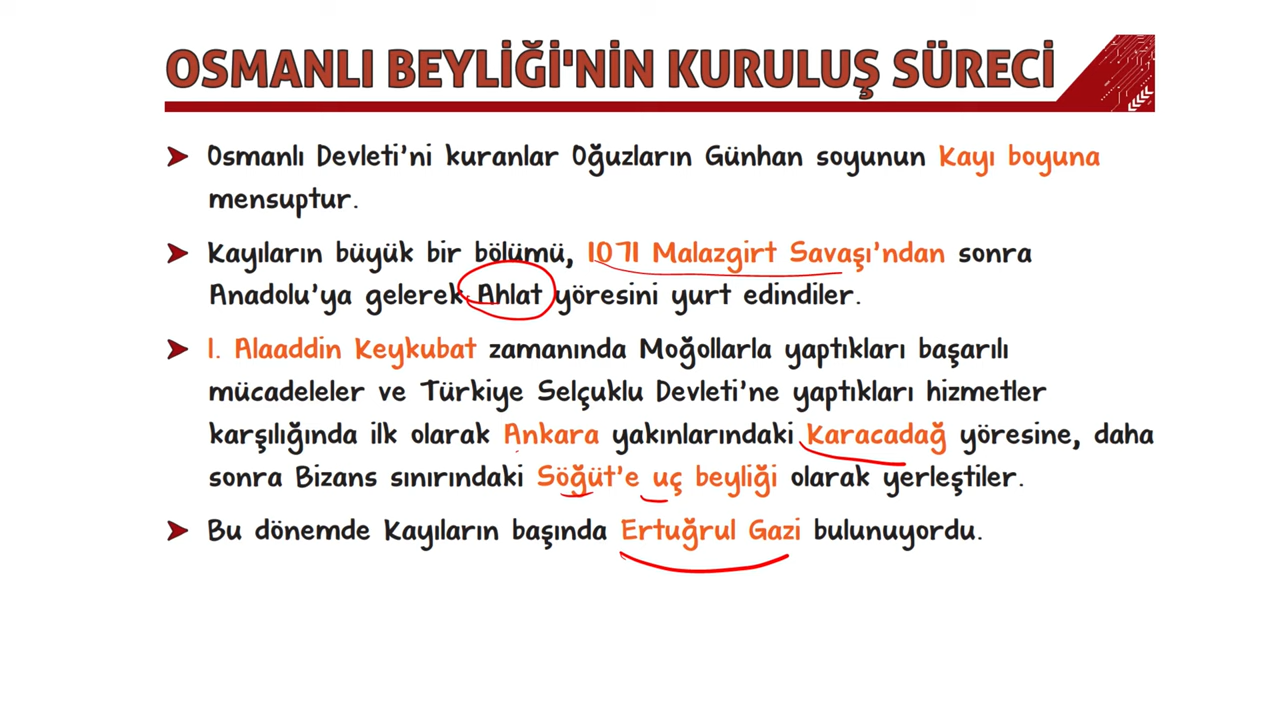 OSMANLI BEYLİĞİ'NİN KURULUŞ SÜRECİ
Osmanlı Devleti'ni kuranlar Oğuzların Günhan soyunun Kayı boyuna
mensuptur.
Kayıların büyük bir bölümü, 1071 Malazgirt Savaşı'ndan sonra
Anadolu'ya gelerek Ahlat yöresini yurt edindiler.
1. Alaaddin Keykubat zamanında Moğollarla yaptıkları başarılı
mücadeleler ve Türkiye Selçuklu Devleti'ne yaptıkları hizmetler
karşılığında ilk olarak Ankara yakınlarındaki Karacadağ yöresine, daha
sonra Bizans sınırındaki Söğüt'e uç beyliği olarak yerleştiler.
Bu dönemde Kayıların başında Ertuğrul Gazi bulunuyordu.